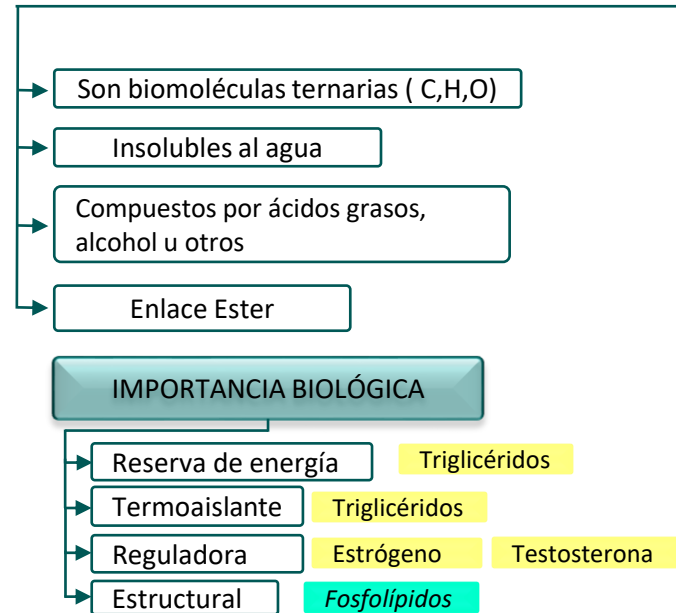 Son biomoléculas ternarias ( C,H,O)
Insolubles al agua
Compuestos por ácidos grasos,
alcohol u otros
Enlace Ester
IMPORTANCIA BIOLÓGICA
Reserva de energía Triglicéridos
Termoaislante Triglicéridos
Reguladora Estrógeno Testosterona
Estructural Fosfolípidos